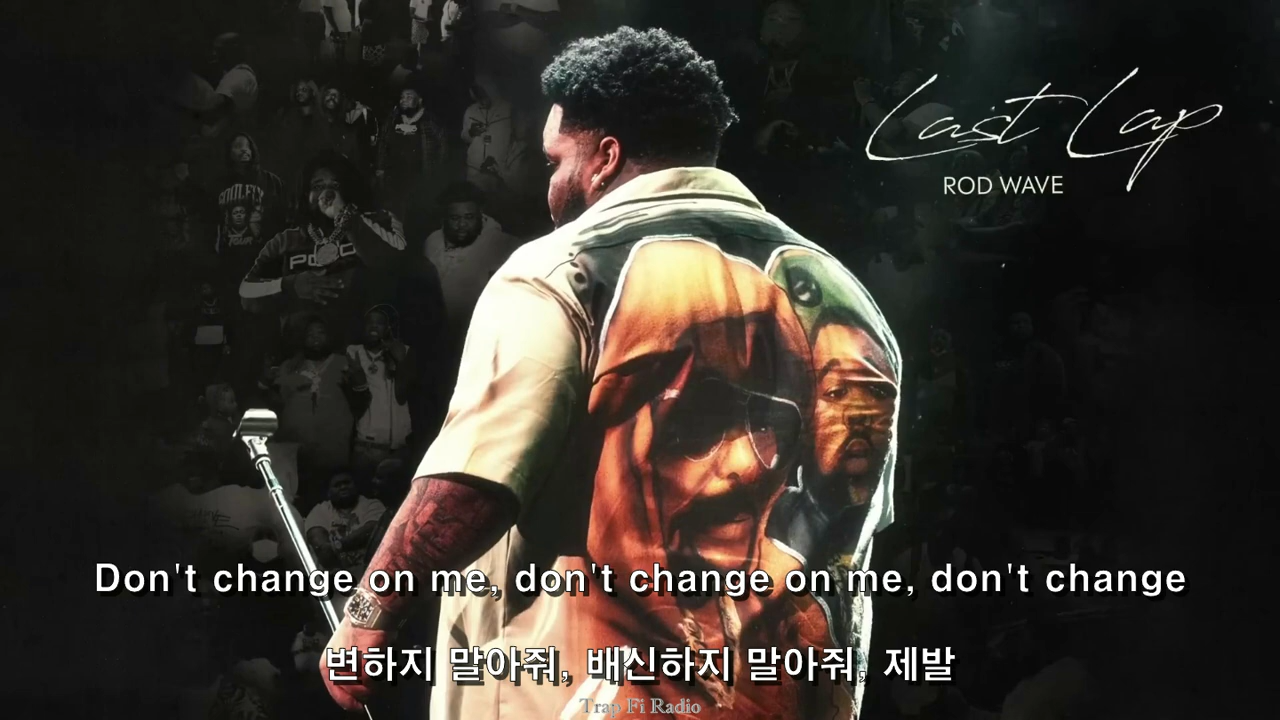 Last Lap
ROD WAVE
Don't change on me, don't change on me, don't change
변하지 말아줘, 배신하지 말아줘, 제발
Trap Fi Radio